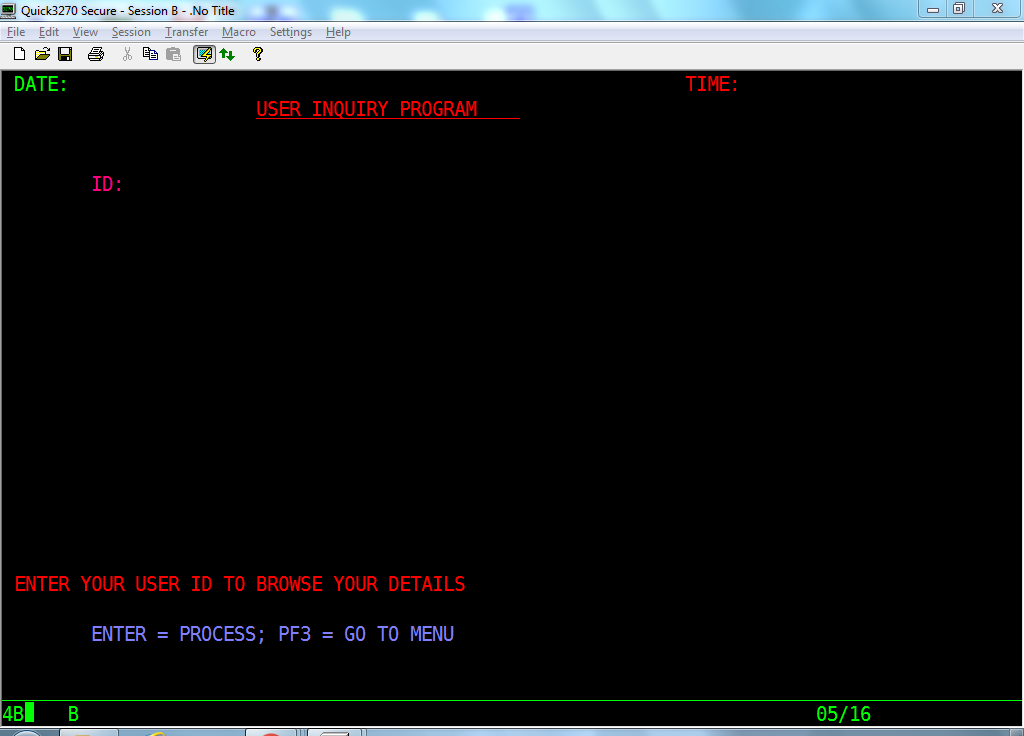 Quick3270 Secure - Session B - .No Title
File Edit View Session Transfer Macro Settings Help
DATE: TIME:
USER INQUIRY PROGRAM
ID:
ENTER YOUR USER ID TO BROWSE YOUR DETAILS
ENTER = PROCESS; PF3 = GO TO MENU
4B B 05/16